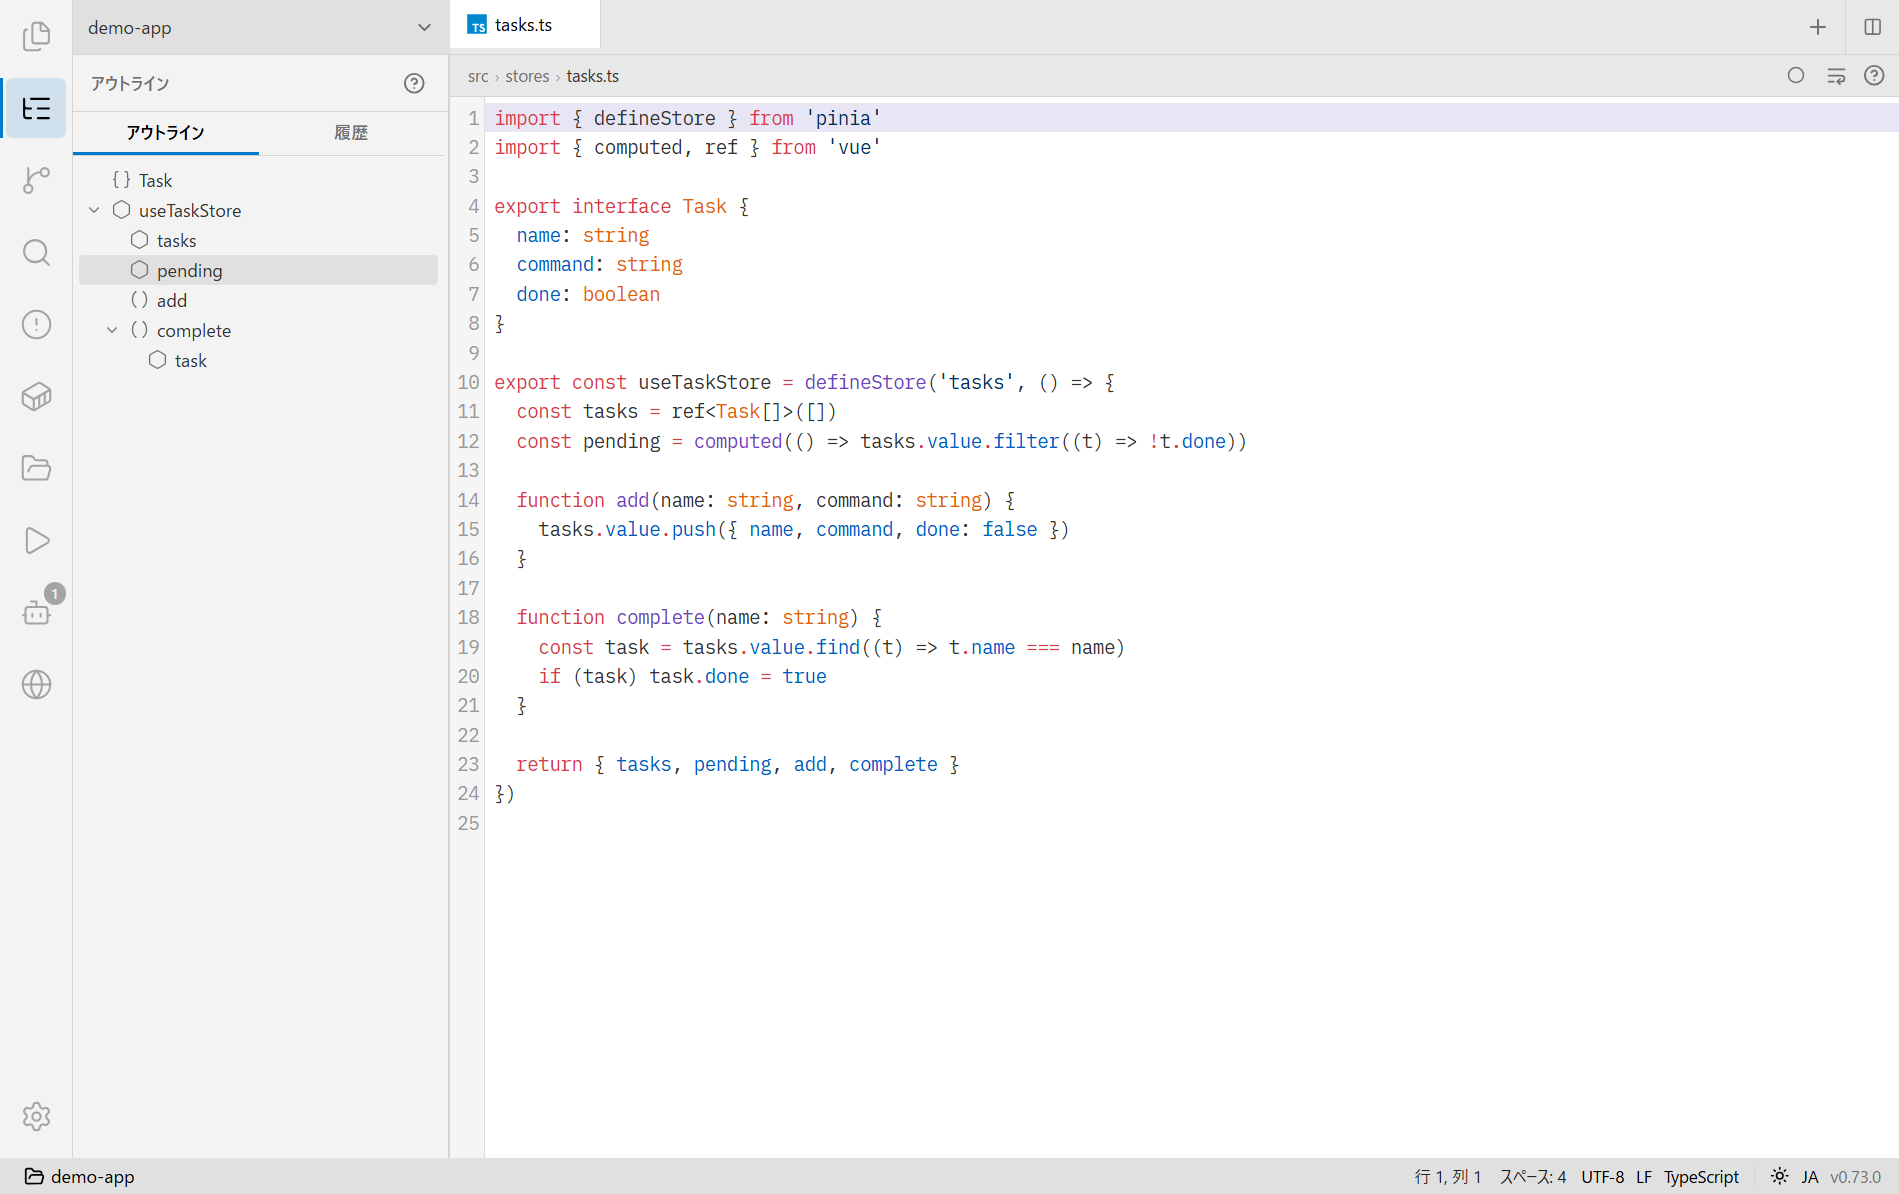 demo-app
tasks.ts
アウトライン
src › stores › tasks.ts
アウトライン
履歴
Task
useTaskStore
tasks
pending
add
complete
task
1
1 import { defineStore } from 'pinia'
2 import { computed, ref } from 'vue'
3
4 export interface Task {
5   name: string
6   command: string
7   done: boolean
8 }
9
10 export const useTaskStore = defineStore('tasks', () => {
11   const tasks = ref<Task[]>([])
12   const pending = computed(() => tasks.value.filter((t) => !t.done))
13
14   function add(name: string, command: string) {
15     tasks.value.push({ name, command, done: false })
16   }
17
18   function complete(name: string) {
19     const task = tasks.value.find((t) => t.name === name)
20     if (task) task.done = true
21   }
22
23   return { tasks, pending, add, complete }
24 })
25
demo-app
行 1, 列 1 スペース: 4 UTF-8 LF TypeScript JA v0.73.0